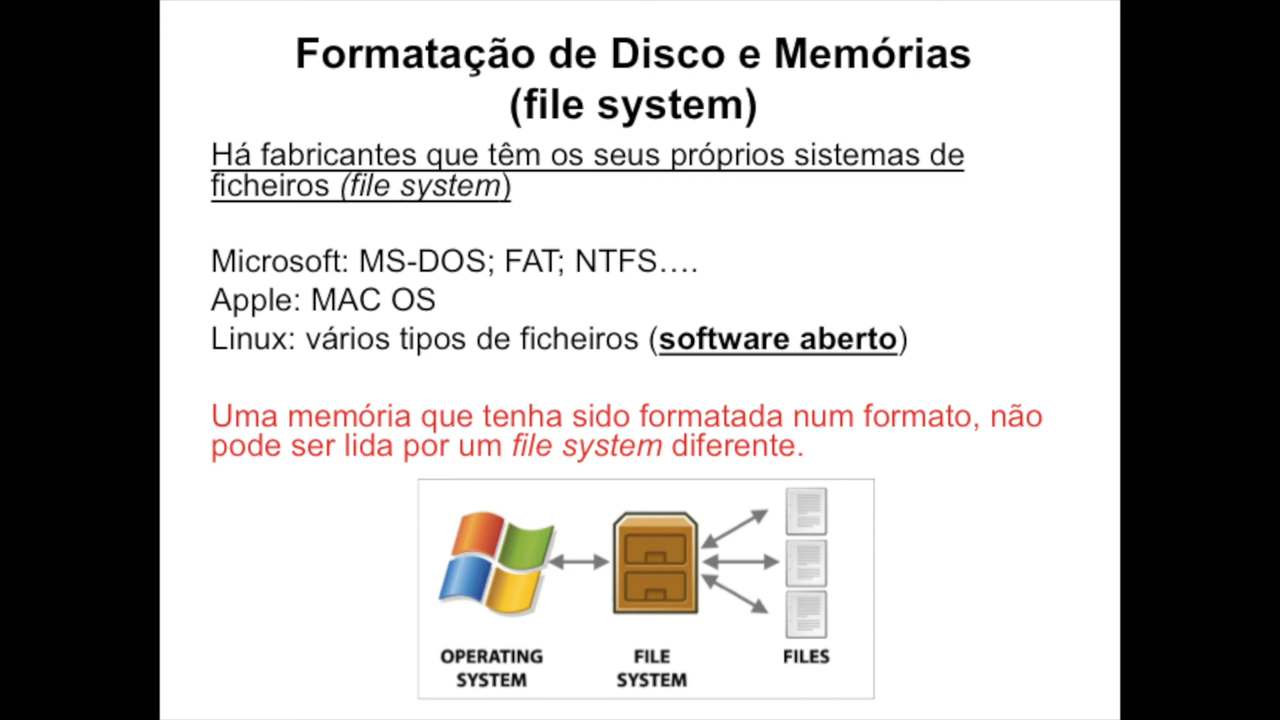 Formatação de Disco e Memórias
(file system)
Há fabricantes que têm os seus próprios sistemas de
ficheiros (file system)
Microsoft: MS-DOS; FAT; NTFS….
Apple: MAC OS
Linux: vários tipos de ficheiros (software aberto)
Uma memória que tenha sido formatada num formato, não
pode ser lida por um file system diferente.
OPERATING
SYSTEM
FILE
SYSTEM
FILES